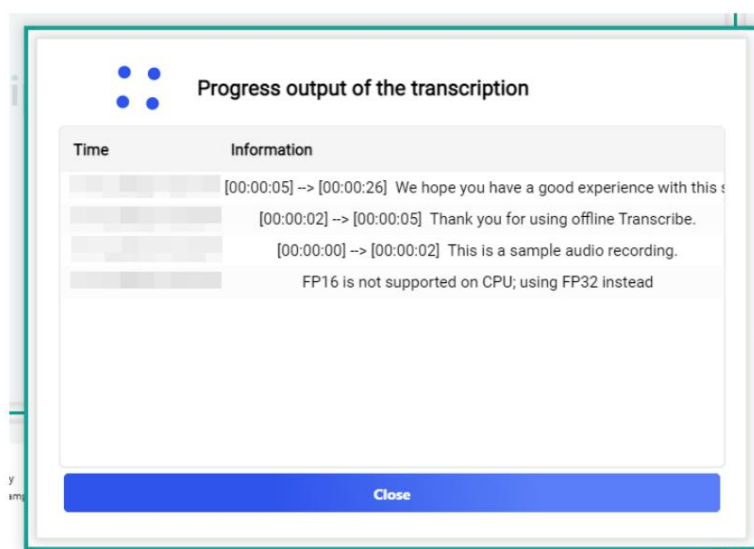 Progress output of the transcription
Time Information
[00:00:05] --> [00:00:26] We hope you have a good experience with this
[00:00:02] --> [00:00:05] Thank you for using offline Transcribe.
[00:00:00] --> [00:00:02] This is a sample audio recording.
FP16 is not supported on CPU; using FP32 instead
Close